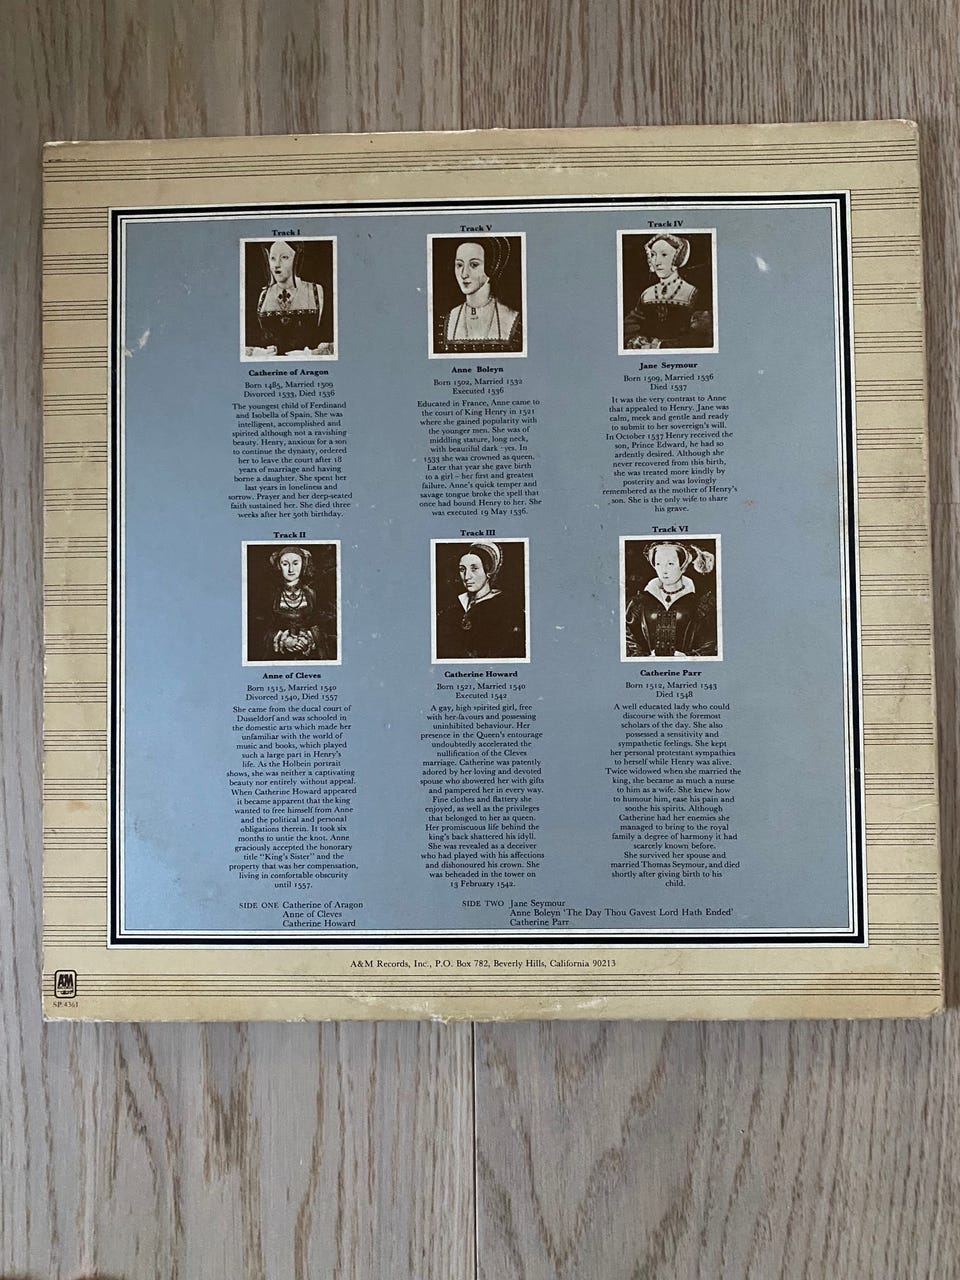 Track I
Catherine of Aragon
Born 1485, Married 1509
Divorced 1533, Died 1536
The youngest child of Ferdinand
and Isobella of Spain. She was
intelligent, accomplished and
spirited although not a ravishing
beauty. Henry, anxious for a son
to continue the dynasty, ordered
her to leave the court after 18
years of marriage and having
borne a daughter. She spent her
last years in loneliness and
sorrow. Prayer and her deep-seated
faith sustained her. She died three
weeks after her 50th birthday.
Track V
B
Anne Boleyn
Born 1502, Married 1532
Executed 1536
Educated in France, Anne came to
the court of King Henry in 1521
where she gained popularity with
the younger men. She was of
middling stature, long neck,
with beautiful dark yes. In
1533 she was crowned as queen.
Later that year she gave birth
to a girl – her first and greatest
failure. Anne's quick temper and
savage tongue broke the spell that
once had bound Henry to her. She
was executed 19 May 1536.
Track IV
Jane Seymour
Born 1509, Married 1536
Died 1537
It was the very contrast to Anne
that appealed to Henry. Jane was
calm, meek and gentle and ready
to submit to her sovereign's will.
In October 1537 Henry received the
son, Prince Edward, he had so
ardently desired. Although she
never recovered from this birth,
she was treated more kindly by
posterity and was lovingly
remembered as the mother of Henry's
son. She is the only wife to share
his grave.
Track II
Anne of Cleves
Born 1515, Married 1540
Divorced 1540, Died 1557
She came from the ducal court of
Dusseldorf and was schooled in
the domestic arts which made her
unfamiliar with the world of
music and books, which played
such a large part in Henry's
life. As the Holbein portrait
shows, she was neither a captivating
beauty not entirely without appeal.
When Catherine Howard appeared
it became apparent that the king
wanted to free himself from Anne
and the political and personal
obligations therein. It took six
months to untie the knot. Anne
graciously accepted the honorary
title "King's Sister" and the
property that was her compensation,
living in comfortable obscurity
until 1557.
Track III
Catherine Howard
Born 1521, Married 1540
Executed 1542
A gay, high spirited girl, free
with her favours and possessing
uninhibited behaviour. Her
presence in the Queen's entourage
undoubtedly accelerated the
nullification of the Cleves
marriage. Catherine was patently
adored by her loving and devoted
spouse who showered her with gifts
and pampered her in every way.
Fine clothes and flattery she
enjoyed, as well as the privileges
that belonged to her as queen.
Her promiscuous life behind the
king's back shattered his idyll.
She was revealed as a deceiver
who had played with his affections
and dishonoured his crown. She
was beheaded in the tower on
13 February 1542.
Track VI
Catherine Parr
Born 1512, Married 1543
Died 1548
A well educated lady who could
discourse with the foremost
scholars of the day. She also
possessed a sensitivity and
sympathetic feelings. She kept
her personal protestant sympathies
to herself while Henry was alive.
Twice widowed when she married the
king, she became as much a nurse
to him as a wife. She knew how
to humour him, ease his pain and
soothe his spirits. Although
Catherine had her enemies she
managed to bring to the royal
family a degree of harmony it had
scarcely known before.
She survived her spouse and
married Thomas Seymour, and died
shortly after giving birth to his
child.
SIDE ONE Catherine of Aragon
Anne of Cleves
Catherine Howard
SIDE TWO Jane Seymour
Anne Boleyn 'The Day Thou Gavest Lord Hath Ended'
Catherine Parr
A&M Records, Inc., P.O. Box 782, Beverly Hills, California 90213
A&M
SP 4361